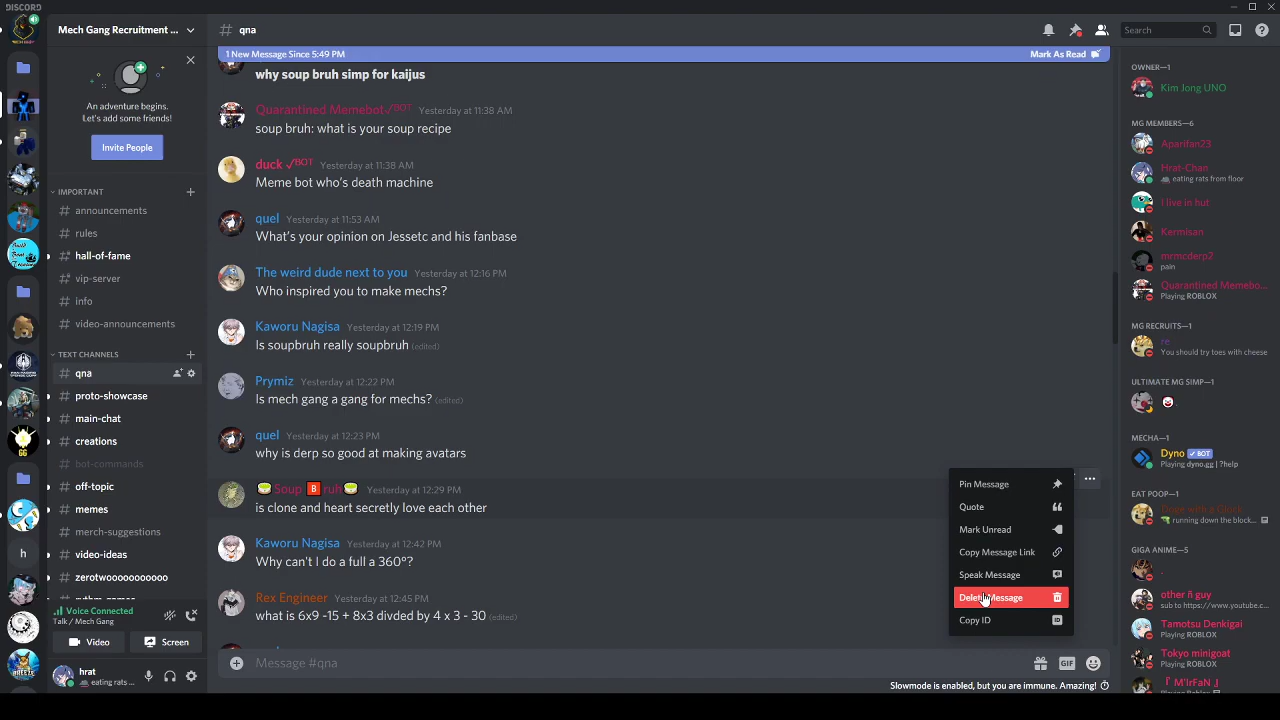 DISCORD
Mech Gang Recruitment ...
# qna
Search
1 New Message Since 5:49 PM
Mark As Read
An adventure begins.
Let's add some friends!
Invite People
IMPORTANT
# announcements
# rules
# hall-of-fame
# vip-server
# info
# video-announcements
TEXT CHANNELS
# qna
# proto-showcase
# main-chat
# creations
# bot-commands
# off-topic
# memes
# merch-suggestions
# video-ideas
# zerotwoooooooooo
h
Voice Connected
Talk / Mech Gang
Video
Screen
hrat
eating rats ...
why soup bruh simp for kaijus
Quarantined Memebot√ᴮᴼᵀ Yesterday at 11:38 AM
soup bruh: what is your soup recipe
duck √ᴮᴼᵀ Yesterday at 11:38 AM
Meme bot who's death machine
quel Yesterday at 11:53 AM
What's your opinion on Jessetc and his fanbase
The weird dude next to you Yesterday at 12:16 PM
Who inspired you to make mechs?
Kaworu Nagisa Yesterday at 12:19 PM
Is soupbruh really soupbruh (edited)
Prymiz Yesterday at 12:22 PM
Is mech gang a gang for mechs? (edited)
quel Yesterday at 12:23 PM
why is derp so good at making avatars
Soup B ruh Yesterday at 12:29 PM
is clone and heart secretly love each other
Kaworu Nagisa Yesterday at 12:42 PM
Why can't I do a full a 360°?
Rex Engineer Yesterday at 12:45 PM
what is 6x9 -15 + 8x3 divided by 4 x 3 - 30 (edited)
Pin Message
Quote
Mark Unread
Copy Message Link
Speak Message
Delete Message
Copy ID
ID
Message #qna
GIF
Slowmode is enabled, but you are immune. Amazing!
OWNER—1
Kim Jong UNO
MG MEMBERS—6
Aparifan23
Hrat-Chan
eating rats from floor
I live in hut
Kermisan
mrmcderp2
pain
Quarantined Memebo...
Playing ROBLOX
MG RECRUITS—1
re
You should try toes with cheese
ULTIMATE MG SIMP—1
.
MECHA—1
Dyno ✓ BOT
Playing dyno.gg | ?help
EAT POOP—1
Doge with a Glock
running down the block...
GIGA ANIME—5
.
other ñ guy
sub to https://www.youtube.c...
Tamotsu Denkigai
Playing ROBLOX
Tokyo minigoat
Playing ROBLOX
『 M'IrFaN 』